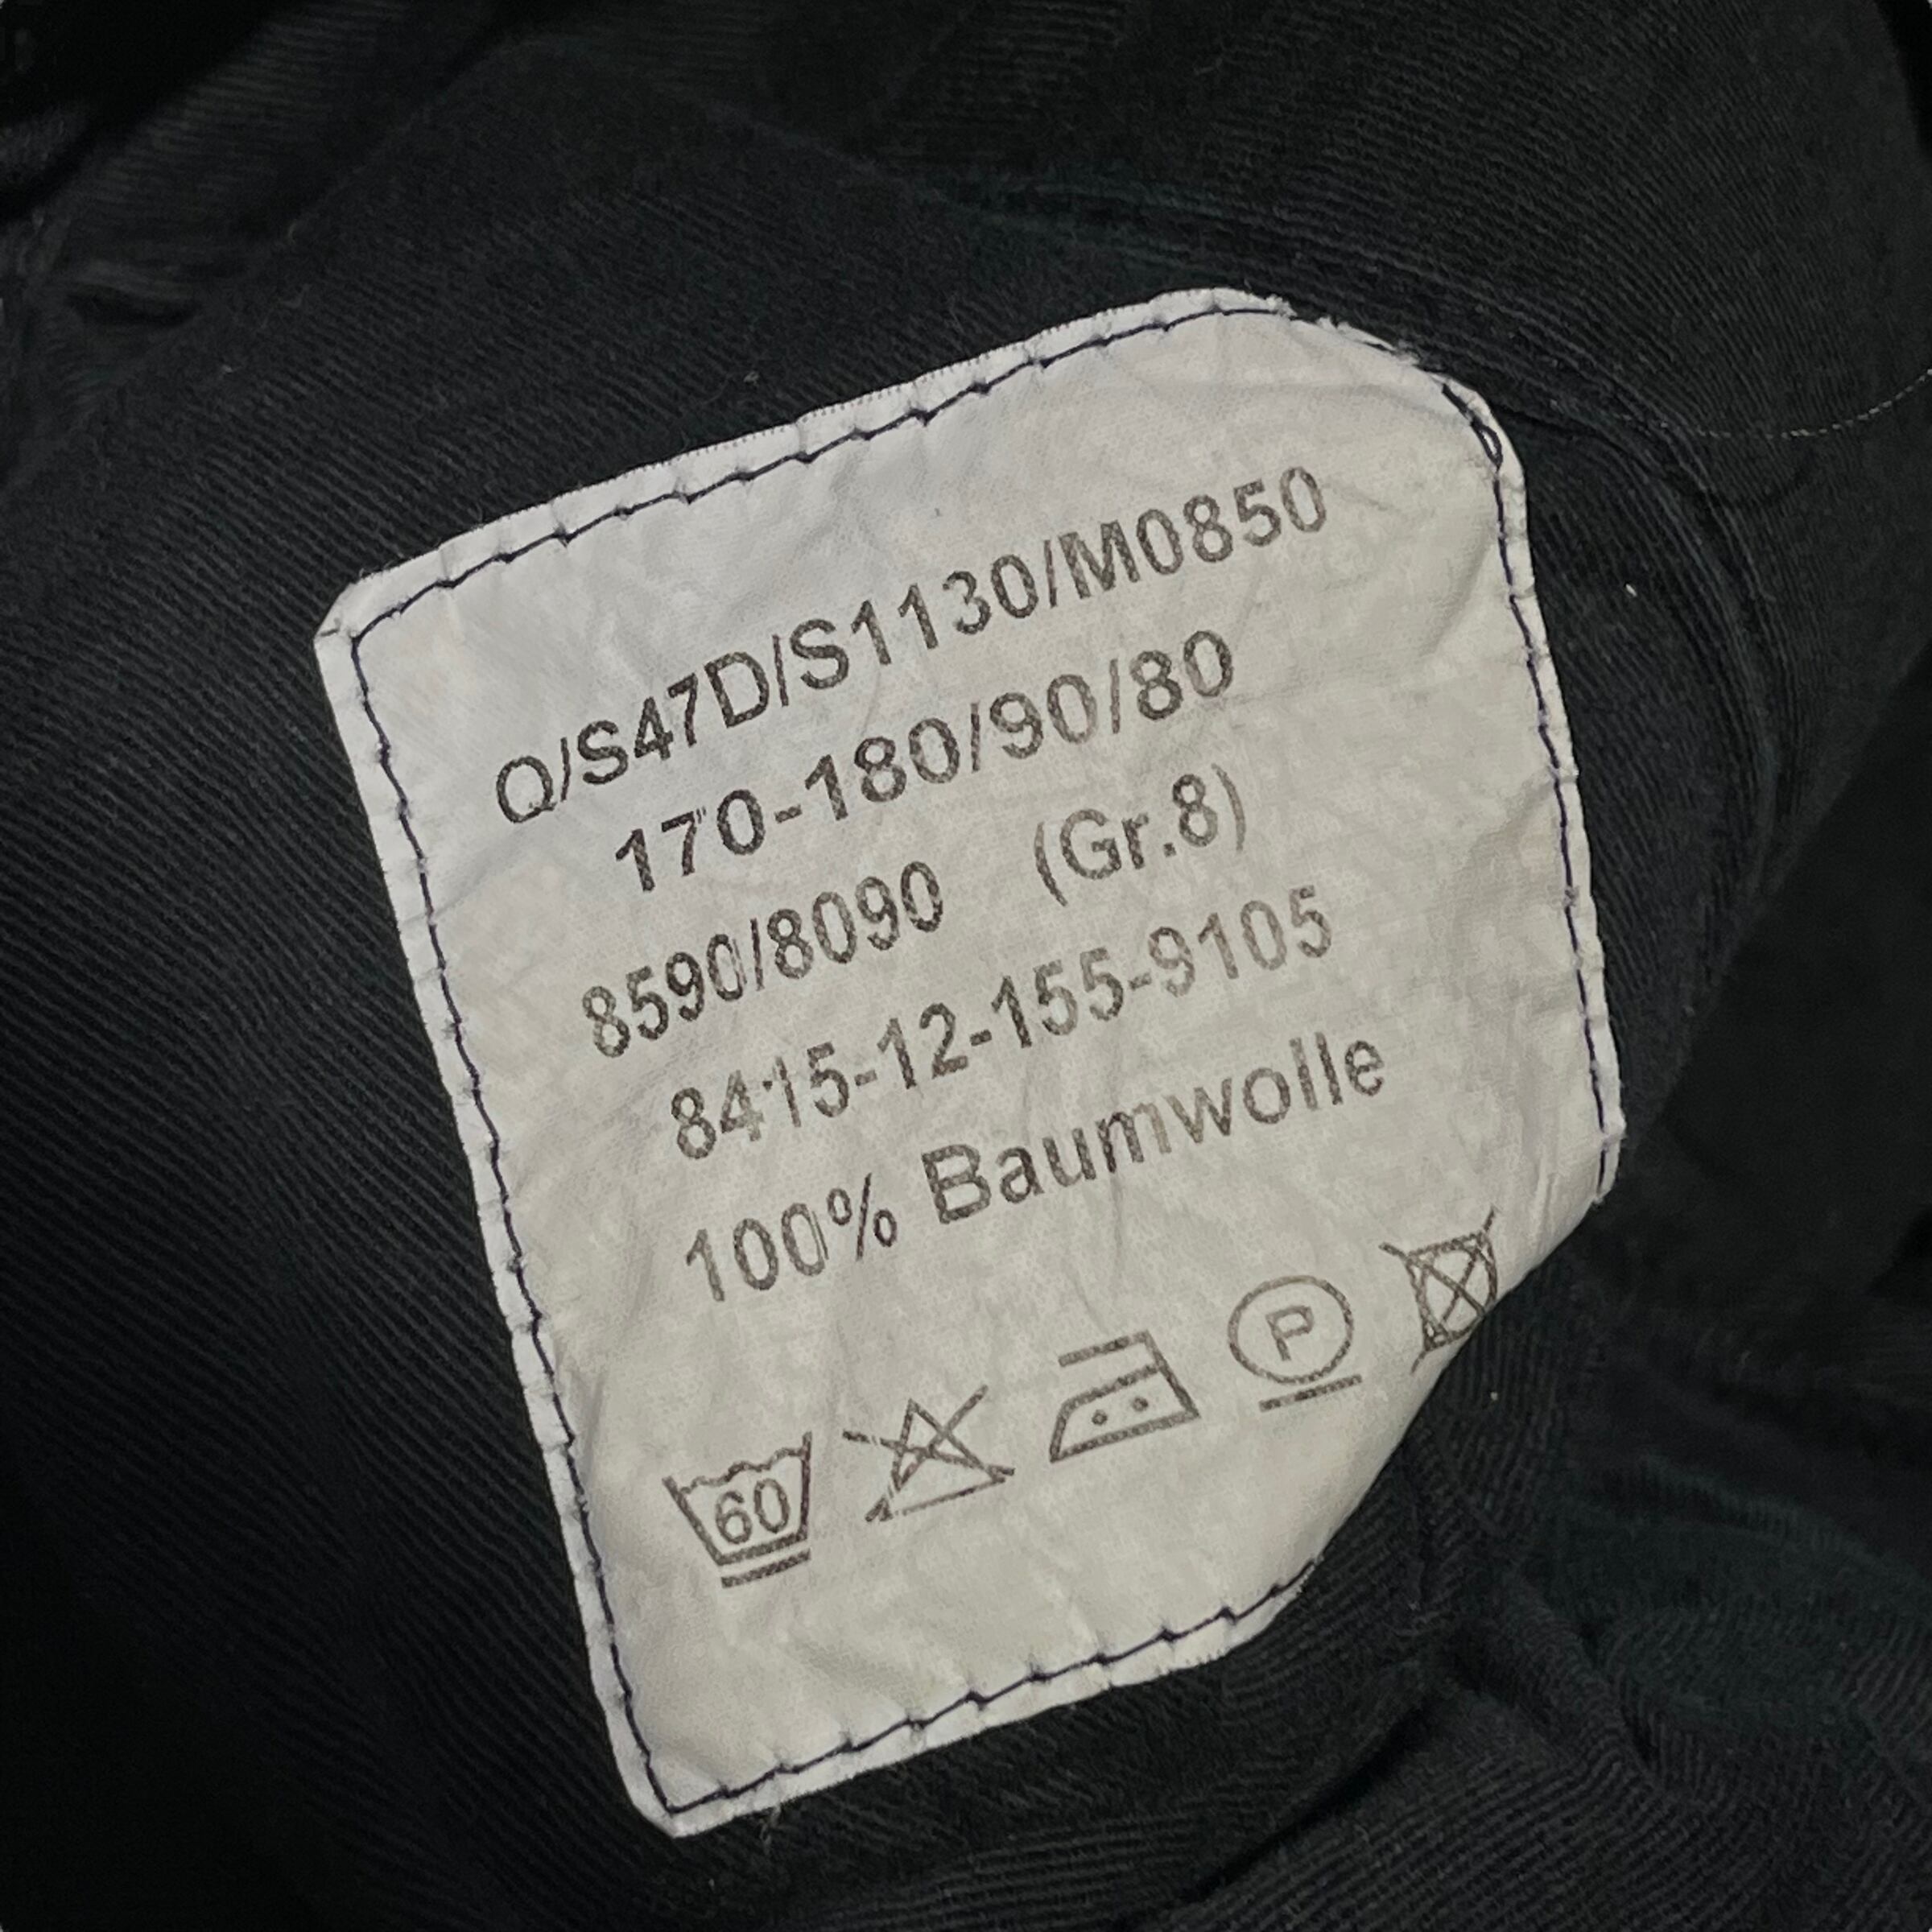 Q/S47D/S1130/M0850
170-180/90/80
8590/8090 (Gr.8)
8415-12-155-9105
100% Baumwolle
60 P